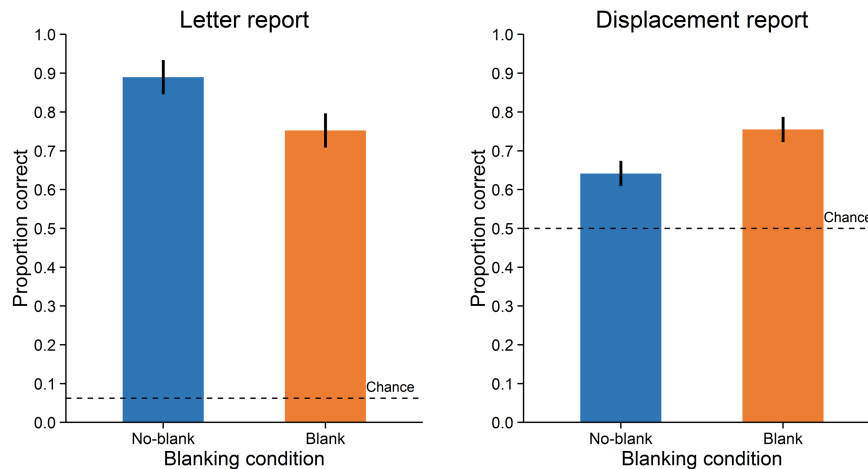 Letter report
Proportion correct
1.0
0.9
0.8
0.7
0.6
0.5
0.4
0.3
0.2
0.1
0.0
Chance
No-blank Blank
Blanking condition
Displacement report
Proportion correct
1.0
0.9
0.8
0.7
0.6
0.5
0.4
0.3
0.2
0.1
0.0
Chance
No-blank Blank
Blanking condition